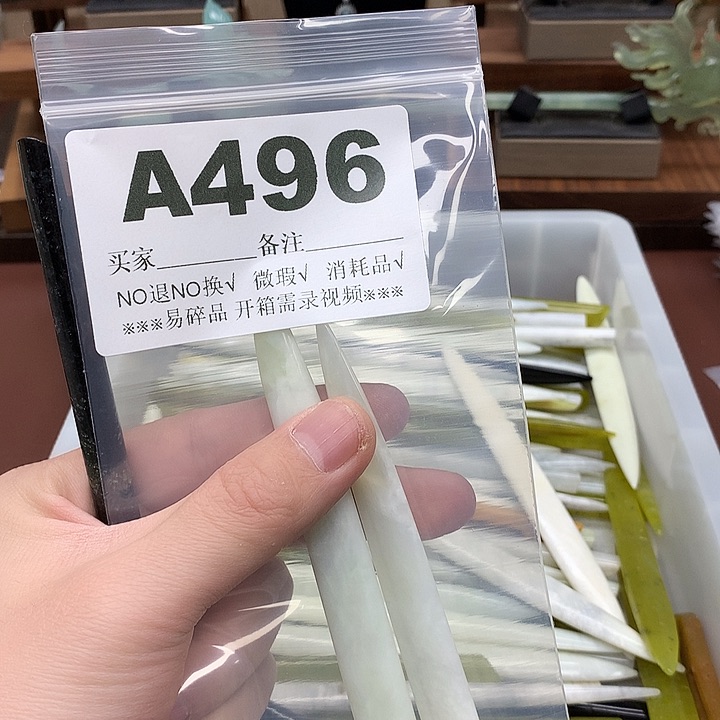 A496
买家________备注________
NO退NO换√ 微瑕√ 消耗品√
※※※易碎品 开箱需录视频※※※